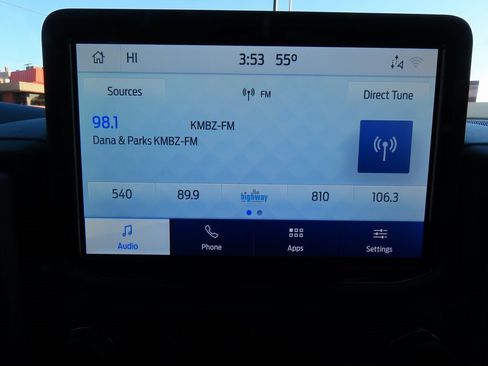 HI 3:53 55°
Sources FM Direct Tune
98.1 KMBZ-FM
Dana & Parks KMBZ-FM
540 89.9 the highway 810 106.3
Audio Phone Apps Settings